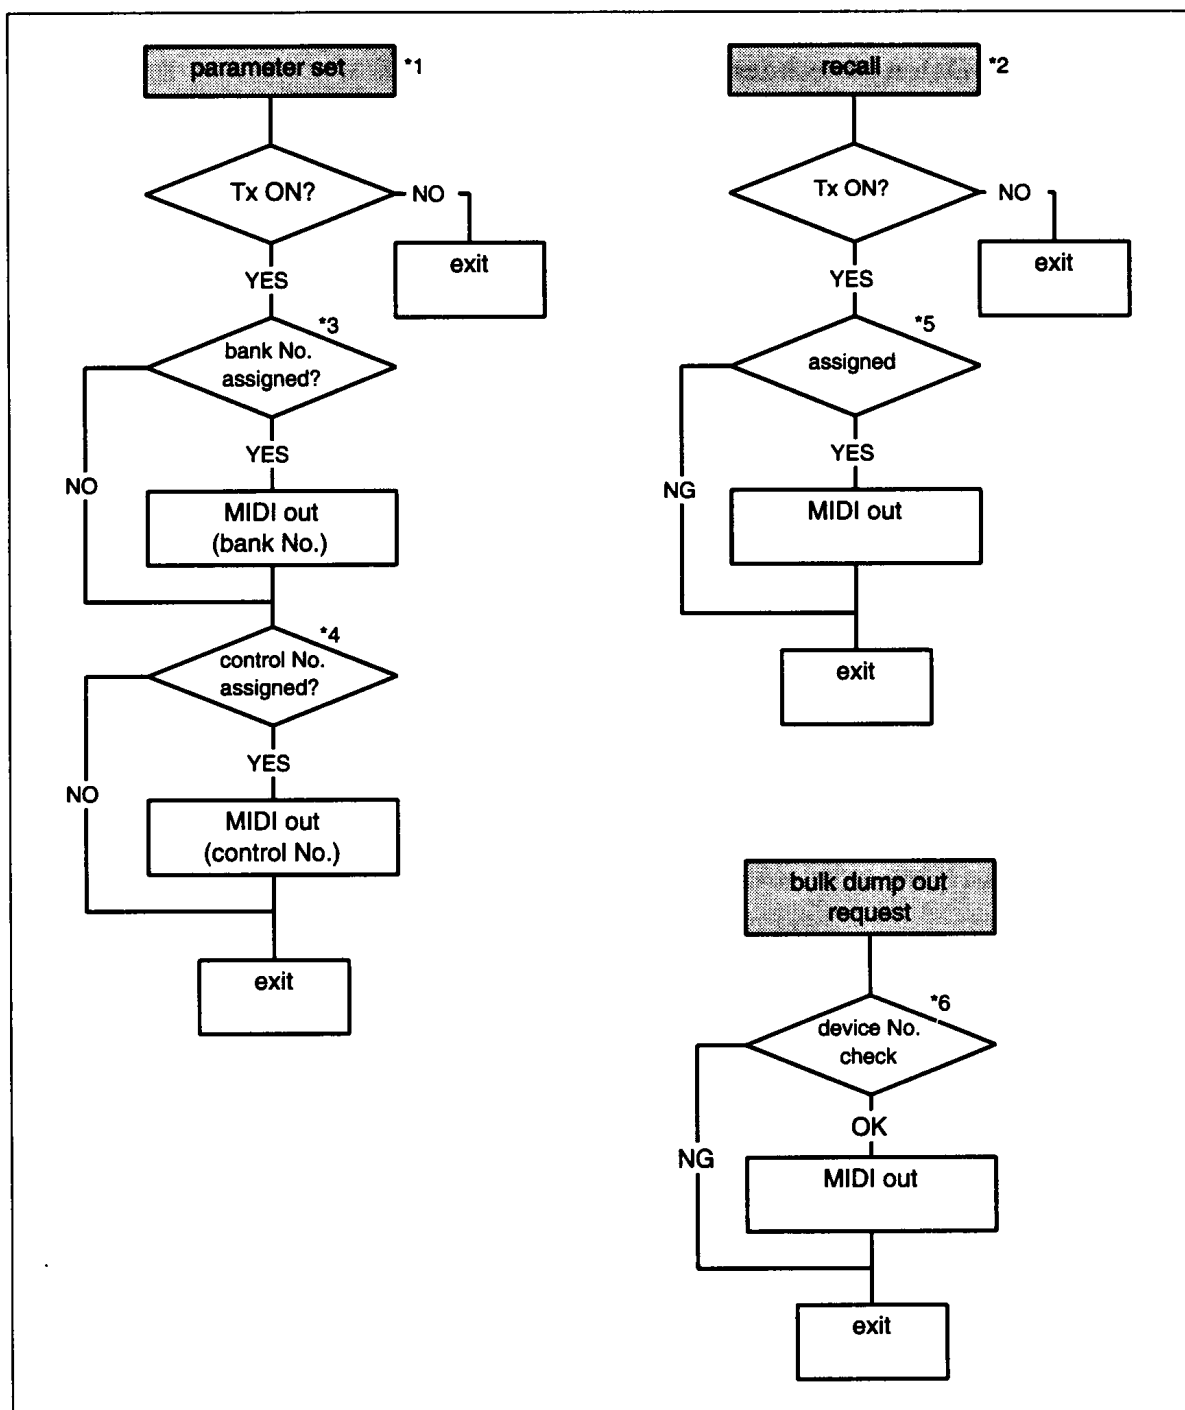 parameter set *1
Tx ON?
NO
exit
YES
*3
bank No.
assigned?
YES
NO
MIDI out
(bank No.)
*4
control No.
assigned?
YES
NO
MIDI out
(control No.)
exit
recall *2
Tx ON?
NO
exit
YES
*5
assigned
YES
NG
MIDI out
exit
bulk dump out
request
*6
device No.
check
OK
NG
MIDI out
exit